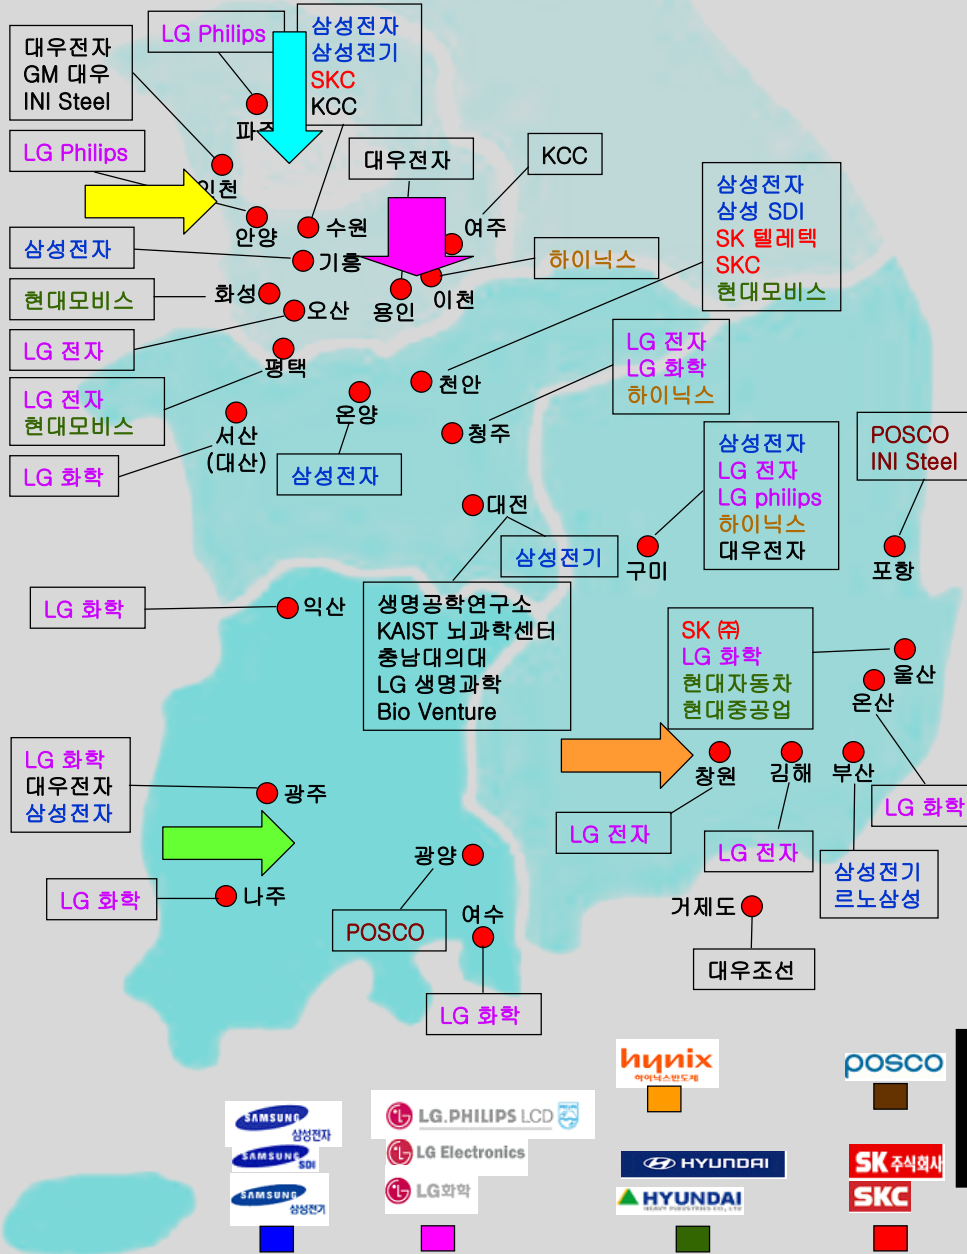 LG Philips
삼성전자
삼성전기
SKC
KCC
대우전자
GM 대우
INI Steel
파주
LG Philips
인천
대우전자
KCC
안양
수원
여주
삼성전자
삼성 SDI
SK 텔레텍
SKC
현대모비스
삼성전자
기흥
하이닉스
현대모비스
화성
오산
용인
이천
LG 전자
평택
LG 전자
LG 화학
하이닉스
LG 전자
현대모비스
천안
온양
서산
(대산)
청주
LG 화학
삼성전자
삼성전자
LG 전자
LG philips
하이닉스
대우전자
POSCO
INI Steel
대전
삼성전기
구미
포항
LG 화학
익산
생명공학연구소
KAIST 뇌과학센터
충남대의대
LG 생명과학
Bio Venture
SK ㈜
LG 화학
현대자동차
현대중공업
울산
온산
창원
김해
부산
LG 화학
대우전자
삼성전자
광주
LG 화학
LG 전자
LG 전자
삼성전기
르노삼성
광양
LG 화학
나주
POSCO
여수
거제도
대우조선
LG 화학
hynix
하이닉스반도체
posco
SAMSUNG
삼성전자
SAMSUNG
SDI
SAMSUNG
삼성전기
LG.PHILIPS LCD
LG Electronics
LG화학
HYUNDAI
HYUNDAI
HEAVY INDUSTRIES CO., LTD
SK 주식회사
SKC